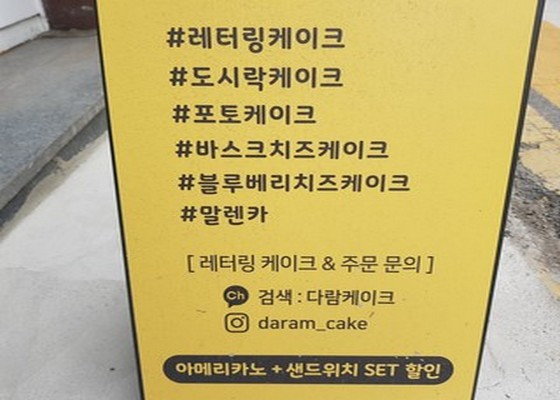 #레터링케이크
#도시락케이크
#포토케이크
#바스크치즈케이크
#블루베리치즈케이크
#말렌카
[ 레터링 케이크 & 주문 문의 ]
Ch 검색 : 다람케이크
daram_cake
아메리카노 + 샌드위치 SET 할인